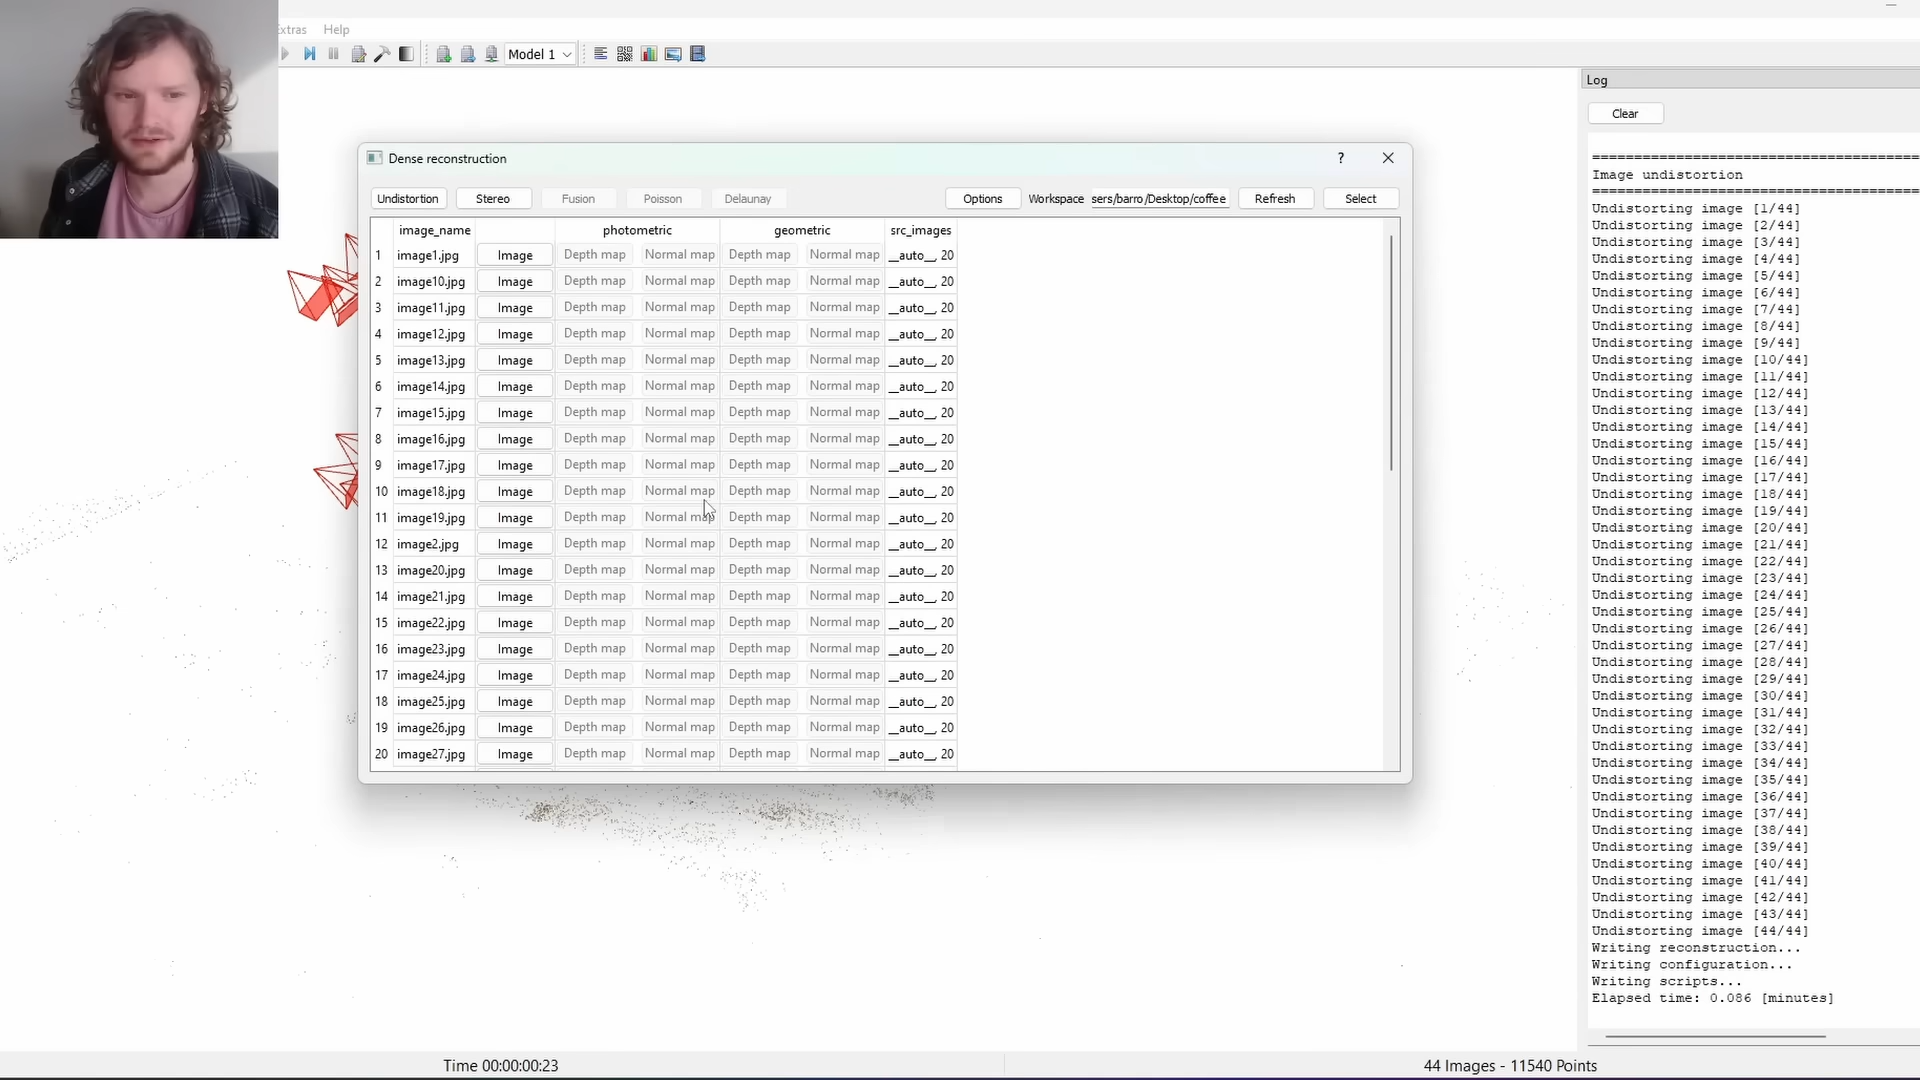 Extras Help
Model 1
Log
Clear
Dense reconstruction
?
Undistortion Stereo Fusion Poisson Delaunay Options Workspace sers/barro/Desktop/coffee Refresh Select
image_name photometric geometric src_images
1 image1.jpg Image Depth map Normal map Depth map Normal map __auto__, 20
2 image10.jpg Image Depth map Normal map Depth map Normal map __auto__, 20
3 image11.jpg Image Depth map Normal map Depth map Normal map __auto__, 20
4 image12.jpg Image Depth map Normal map Depth map Normal map __auto__, 20
5 image13.jpg Image Depth map Normal map Depth map Normal map __auto__, 20
6 image14.jpg Image Depth map Normal map Depth map Normal map __auto__, 20
7 image15.jpg Image Depth map Normal map Depth map Normal map __auto__, 20
8 image16.jpg Image Depth map Normal map Depth map Normal map __auto__, 20
9 image17.jpg Image Depth map Normal map Depth map Normal map __auto__, 20
10 image18.jpg Image Depth map Normal map Depth map Normal map __auto__, 20
11 image19.jpg Image Depth map Normal map Depth map Normal map __auto__, 20
12 image2.jpg Image Depth map Normal map Depth map Normal map __auto__, 20
13 image20.jpg Image Depth map Normal map Depth map Normal map __auto__, 20
14 image21.jpg Image Depth map Normal map Depth map Normal map __auto__, 20
15 image22.jpg Image Depth map Normal map Depth map Normal map __auto__, 20
16 image23.jpg Image Depth map Normal map Depth map Normal map __auto__, 20
17 image24.jpg Image Depth map Normal map Depth map Normal map __auto__, 20
18 image25.jpg Image Depth map Normal map Depth map Normal map __auto__, 20
19 image26.jpg Image Depth map Normal map Depth map Normal map __auto__, 20
20 image27.jpg Image Depth map Normal map Depth map Normal map __auto__, 20
==========================================
Image undistortion
==========================================
Undistorting image [1/44]
Undistorting image [2/44]
Undistorting image [3/44]
Undistorting image [4/44]
Undistorting image [5/44]
Undistorting image [6/44]
Undistorting image [7/44]
Undistorting image [8/44]
Undistorting image [9/44]
Undistorting image [10/44]
Undistorting image [11/44]
Undistorting image [12/44]
Undistorting image [13/44]
Undistorting image [14/44]
Undistorting image [15/44]
Undistorting image [16/44]
Undistorting image [17/44]
Undistorting image [18/44]
Undistorting image [19/44]
Undistorting image [20/44]
Undistorting image [21/44]
Undistorting image [22/44]
Undistorting image [23/44]
Undistorting image [24/44]
Undistorting image [25/44]
Undistorting image [26/44]
Undistorting image [27/44]
Undistorting image [28/44]
Undistorting image [29/44]
Undistorting image [30/44]
Undistorting image [31/44]
Undistorting image [32/44]
Undistorting image [33/44]
Undistorting image [34/44]
Undistorting image [35/44]
Undistorting image [36/44]
Undistorting image [37/44]
Undistorting image [38/44]
Undistorting image [39/44]
Undistorting image [40/44]
Undistorting image [41/44]
Undistorting image [42/44]
Undistorting image [43/44]
Undistorting image [44/44]
Writing reconstruction...
Writing configuration...
Writing scripts...
Elapsed time: 0.086 [minutes]
Time 00:00:00:23
44 Images - 11540 Points